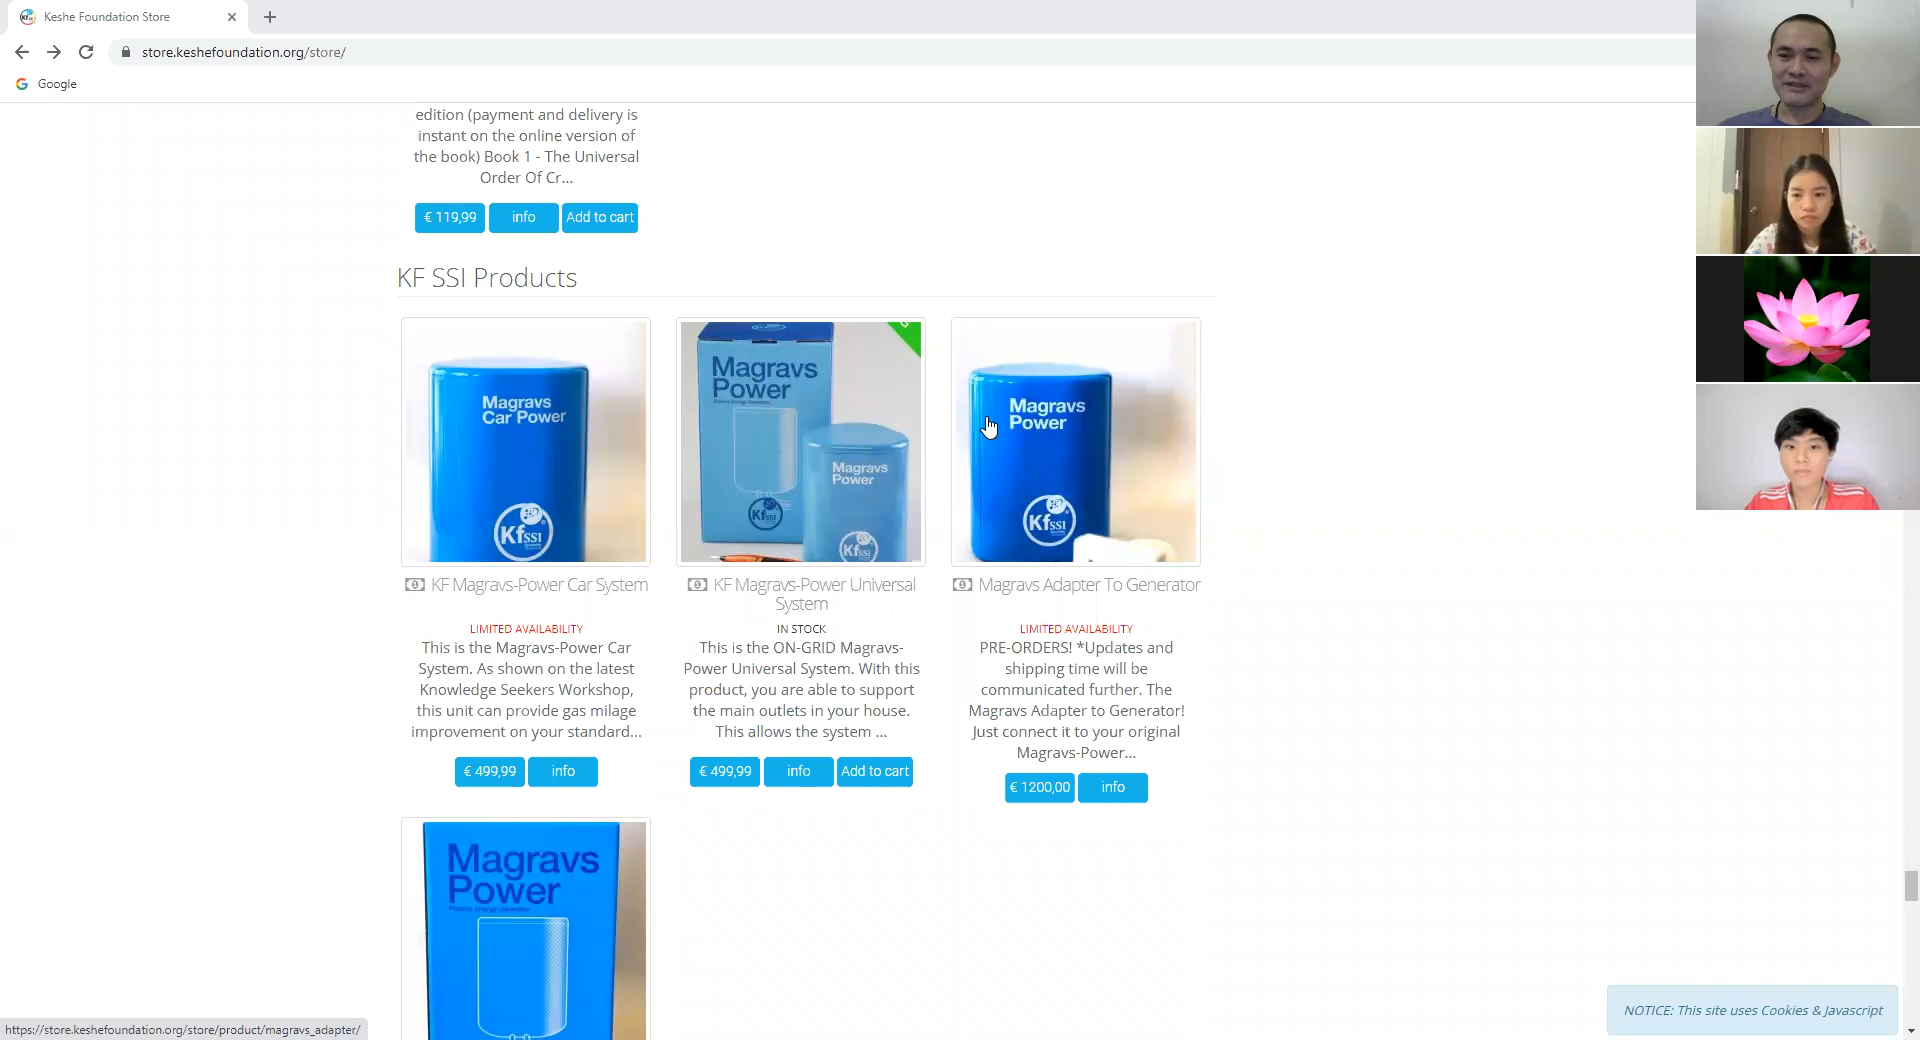 Keshe Foundation Store
store.keshefoundation.org/store/
Google
edition (payment and delivery is
instant on the online version of
the book) Book 1 - The Universal
Order Of Cr...
€ 119,99 info Add to cart
KF SSI Products
Magravs
Car Power
Kfssi
Magravs
Power
Magravs
Power
Kfssi
Kfssi
Magravs
Power
Kfssi
KF Magravs-Power Car System
LIMITED AVAILABILITY
This is the Magravs-Power Car
System. As shown on the latest
Knowledge Seekers Workshop,
this unit can provide gas milage
improvement on your standard...
€ 499,99 info
KF Magravs-Power Universal
System
IN STOCK
This is the ON-GRID Magravs-
Power Universal System. With this
product, you are able to support
the main outlets in your house.
This allows the system ...
€ 499,99 info Add to cart
Magravs Adapter To Generator
LIMITED AVAILABILITY
PRE-ORDERS! *Updates and
shipping time will be
communicated further. The
Magravs Adapter to Generator!
Just connect it to your original
Magravs-Power...
€ 1200,00 info
Magravs
Power
Plasma Energy Generator
NOTICE: This site uses Cookies & Javascript
https://store.keshefoundation.org/store/product/magravs_adapter/